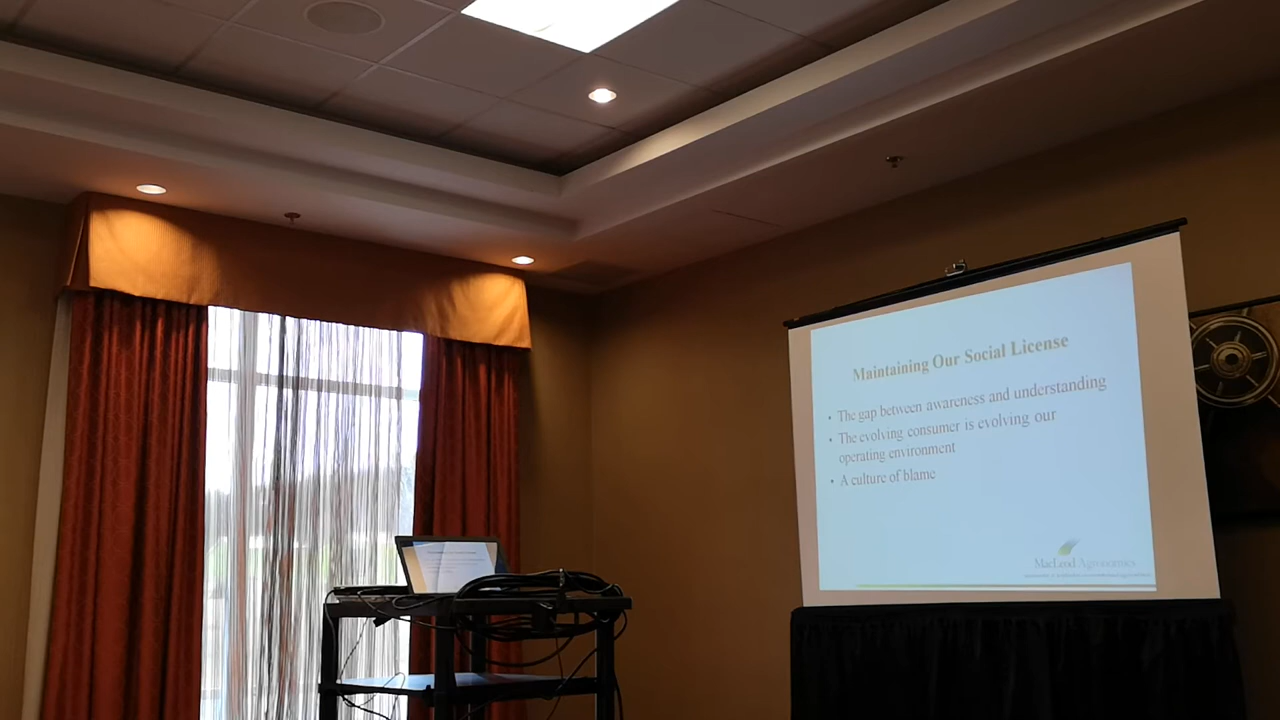 Maintaining Our Social License
• The gap between awareness and understanding
• The evolving consumer is evolving our
operating environment
• A culture of blame
MacLeod Agronomics